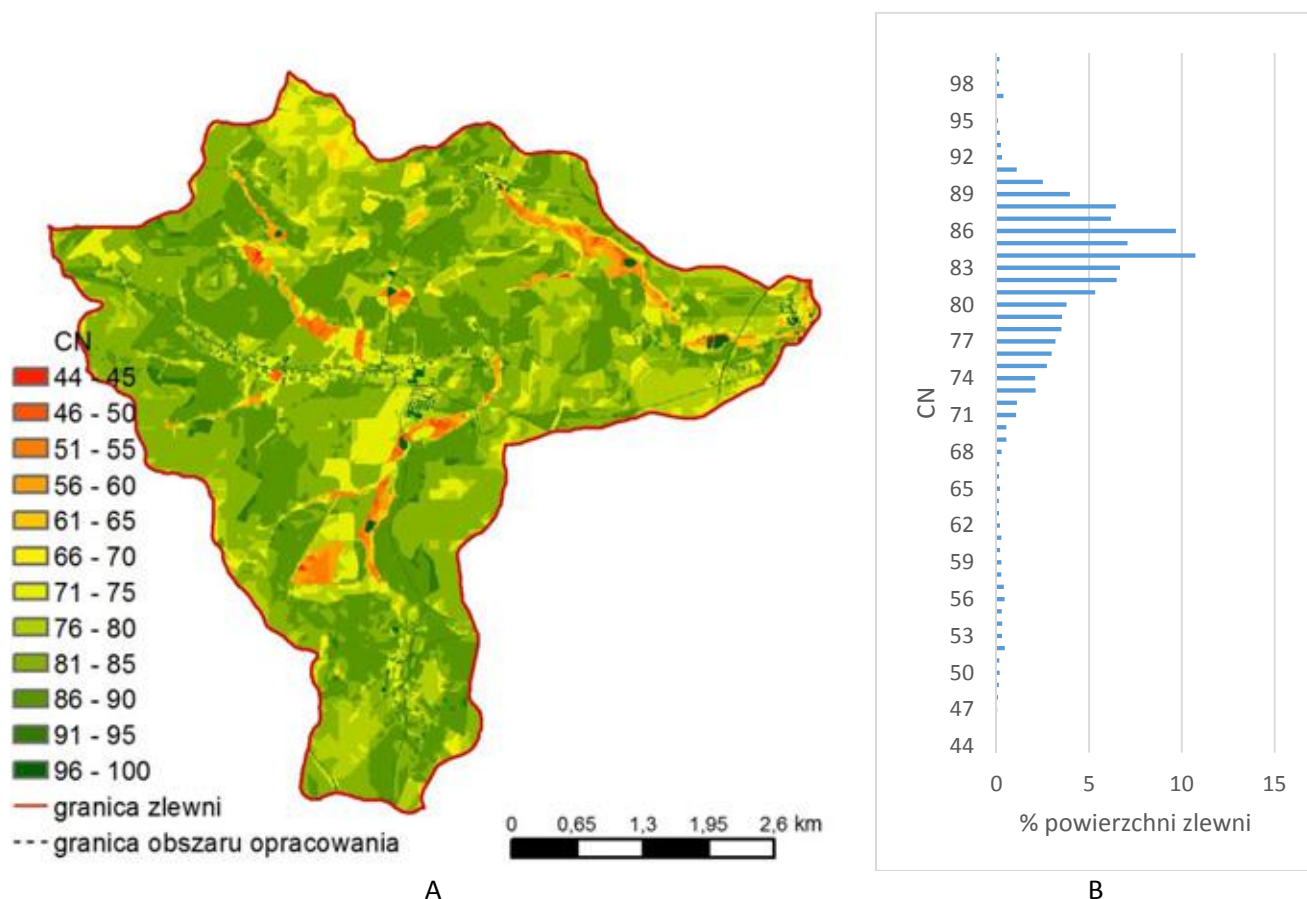 CN
44 - 45
46 - 50
51 - 55
56 - 60
61 - 65
66 - 70
71 - 75
76 - 80
81 - 85
86 - 90
91 - 95
96 - 100
granica zlewni
granica obszaru opracowania
0 0,65 1,3 1,95 2,6 km
A
98
95
92
89
86
83
80
77
74
71
68
65
62
59
56
53
50
47
44
CN
0 5 10 15
% powierzchni zlewni
B